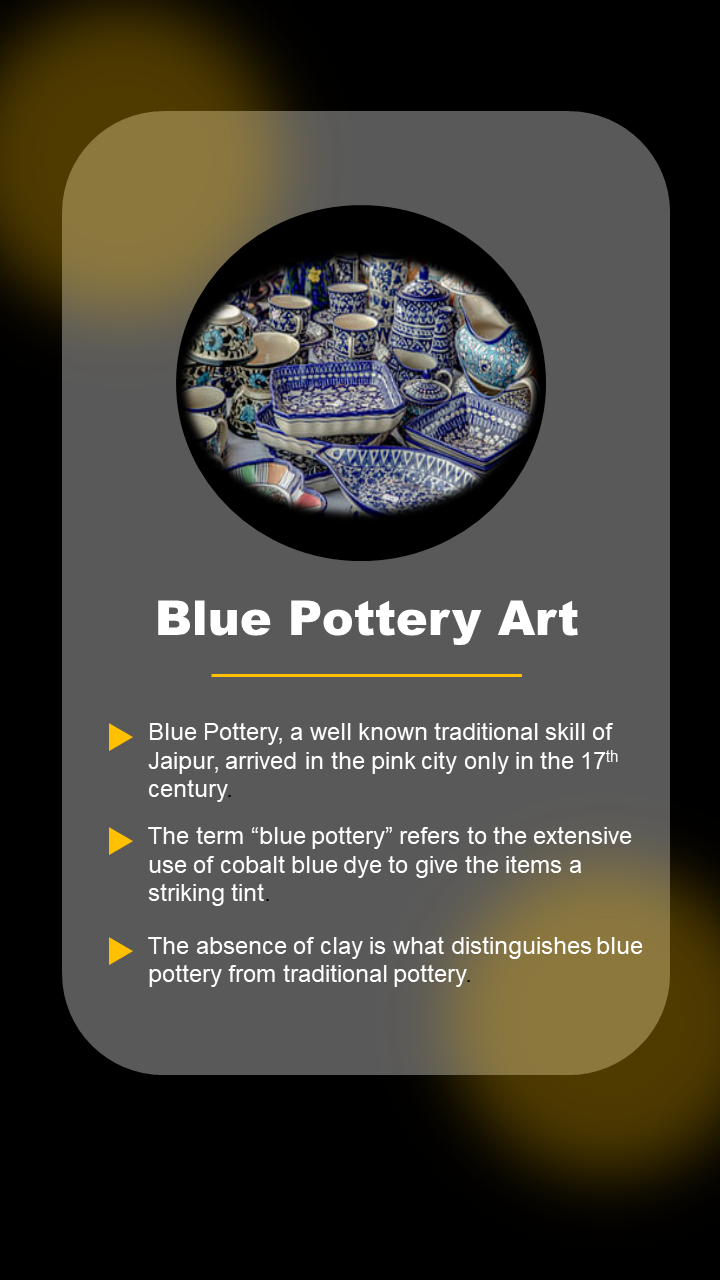 Blue Pottery Art
Blue Pottery, a well known traditional skill of
Jaipur, arrived in the pink city only in the 17th
century.
The term “blue pottery” refers to the extensive
use of cobalt blue dye to give the items a
striking tint.
The absence of clay is what distinguishes blue
pottery from traditional pottery.